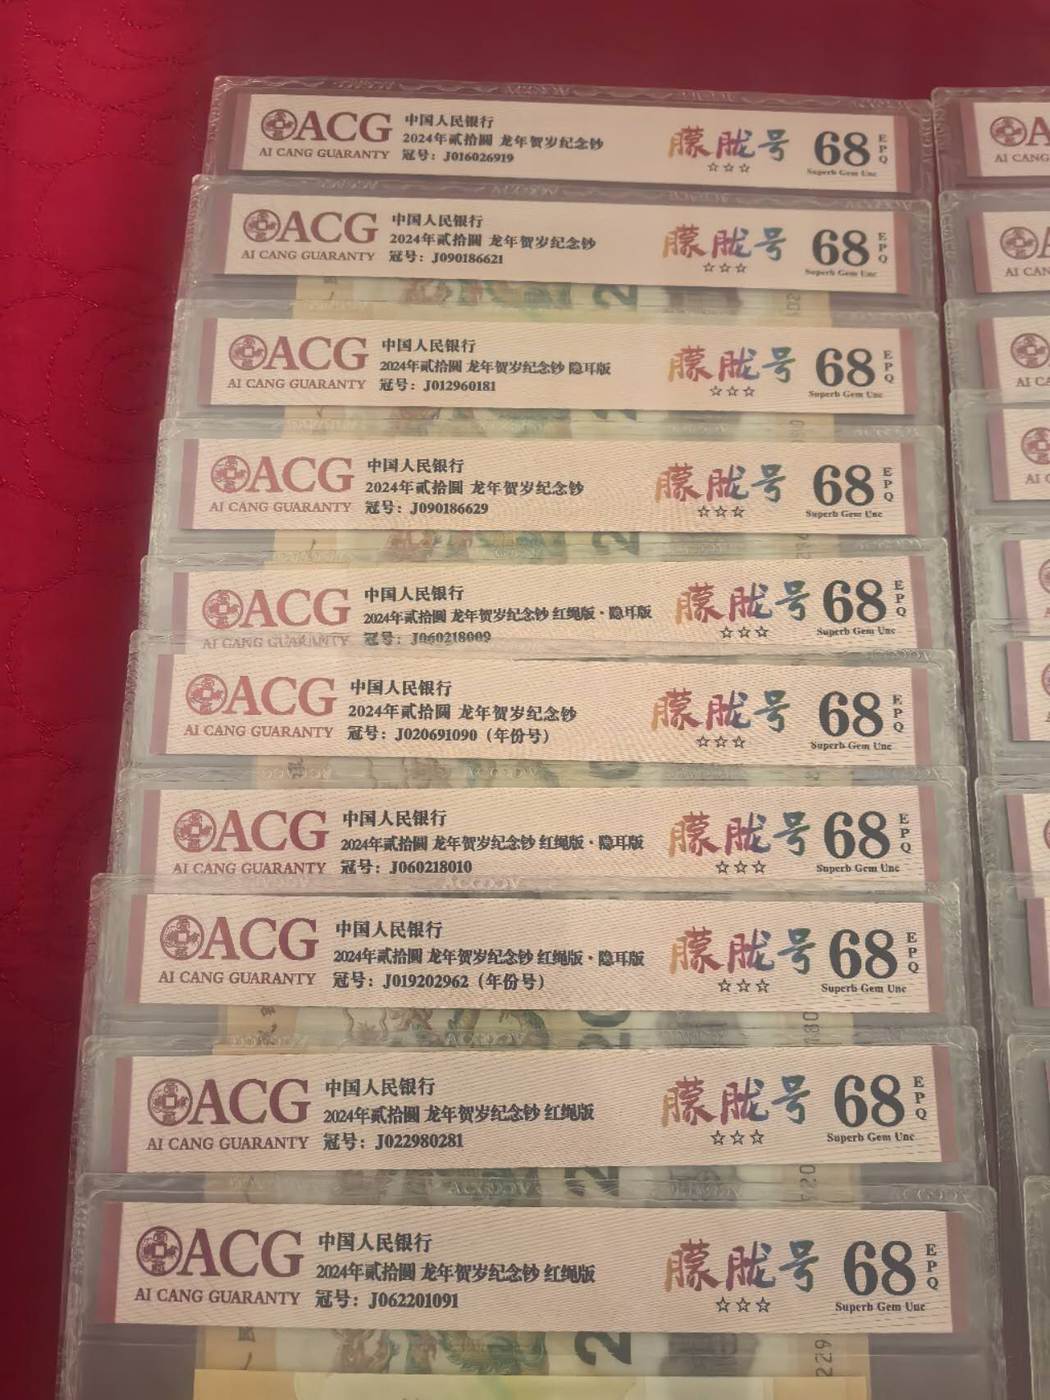 ACG
AI CANG GUARANTY
中国人民银行
2024年贰拾圆 龙年贺岁纪念钞
冠号：J016026919
朦胧号
☆☆☆
68
EPQ
Superb Gem Unc
ACG
AI CANG GUARANTY
中国人民银行
2024年贰拾圆 龙年贺岁纪念钞
冠号：J090186621
朦胧号
☆☆☆
68
EPQ
Superb Gem Unc
ACG
AI CANG GUARANTY
中国人民银行
2024年贰拾圆 龙年贺岁纪念钞 隐耳版
冠号：J012960181
朦胧号
☆☆☆
68
EPQ
Superb Gem Unc
ACG
AI CANG GUARANTY
中国人民银行
2024年贰拾圆 龙年贺岁纪念钞
冠号：J090186629
朦胧号
☆☆☆
68
EPQ
Superb Gem Unc
ACG
AI CANG GUARANTY
中国人民银行
2024年贰拾圆 龙年贺岁纪念钞 红绳版·隐耳版
冠号：J060218009
朦胧号
☆☆☆
68
EPQ
Superb Gem Unc
ACG
AI CANG GUARANTY
中国人民银行
2024年贰拾圆 龙年贺岁纪念钞
冠号：J020691090（年份号）
朦胧号
☆☆☆
68
EPQ
Superb Gem Unc
ACG
AI CANG GUARANTY
中国人民银行
2024年贰拾圆 龙年贺岁纪念钞 红绳版·隐耳版
冠号：J060218010
朦胧号
☆☆☆
68
EPQ
Superb Gem Unc
ACG
AI CANG GUARANTY
中国人民银行
2024年贰拾圆 龙年贺岁纪念钞 红绳版·隐耳版
冠号：J019202962（年份号）
朦胧号
☆☆☆
68
EPQ
Superb Gem Unc
ACG
AI CANG GUARANTY
中国人民银行
2024年贰拾圆 龙年贺岁纪念钞 红绳版
冠号：J022980281
朦胧号
☆☆☆
68
EPQ
Superb Gem Unc
ACG
AI CANG GUARANTY
中国人民银行
2024年贰拾圆 龙年贺岁纪念钞 红绳版
冠号：J062201091
朦胧号
☆☆☆
68
EPQ
Superb Gem Unc